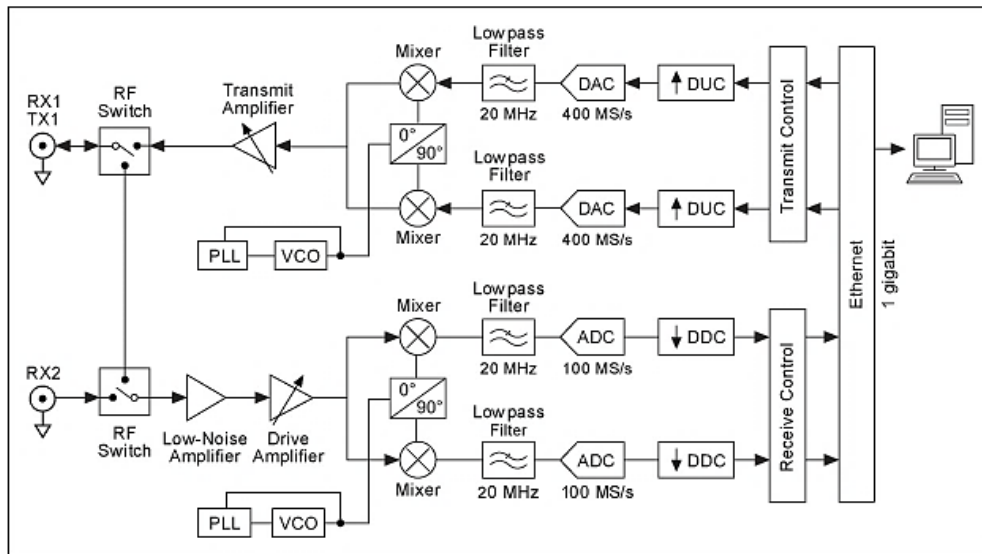 Mixer
Lowpass
Filter
20 MHz
DAC
400 MS/s
DUC
Transmit Control
Ethernet
1 gigabit
RX1
TX1
RF
Switch
Transmit
Amplifier
0°
90°
Lowpass
Filter
20 MHz
DAC
400 MS/s
DUC
Mixer
PLL
VCO
Mixer
Lowpass
Filter
20 MHz
ADC
100 MS/s
DDC
Receive Control
RX2
RF
Switch
Low-Noise
Amplifier
Drive
Amplifier
0°
90°
Lowpass
Filter
20 MHz
ADC
100 MS/s
DDC
Mixer
PLL
VCO